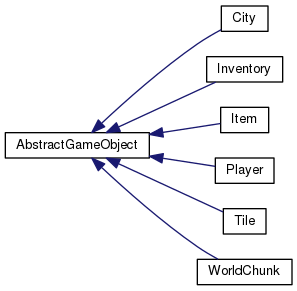 City
Inventory
Item
AbstractGameObject
Player
Tile
WorldChunk